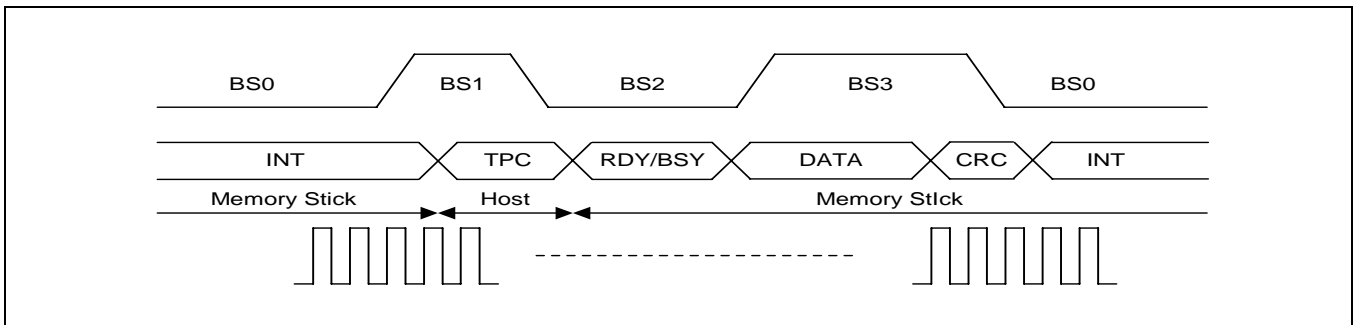 BS0 BS1 BS2 BS3 BS0
INT TPC RDY/BSY DATA CRC INT
Memory Stick Host Memory StIck